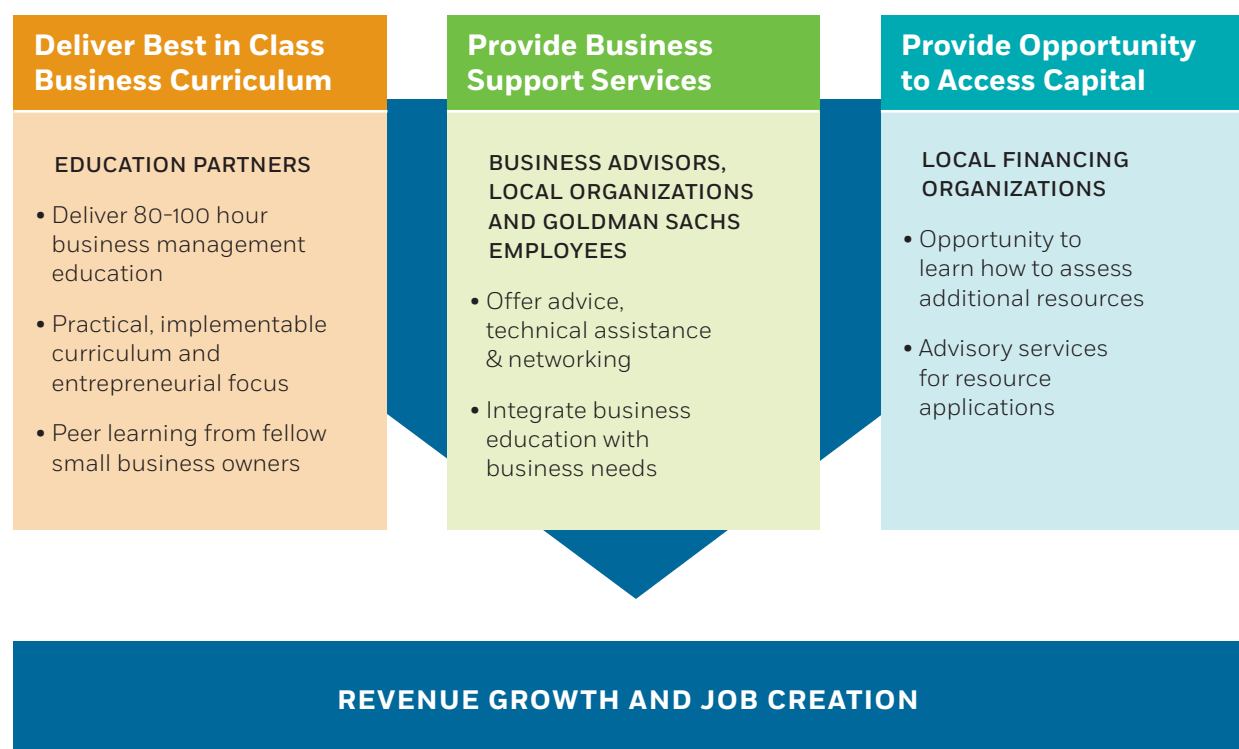 Deliver Best in Class
Business Curriculum
EDUCATION PARTNERS
• Deliver 80-100 hour
business management
education
• Practical, implementable
curriculum and
entrepreneurial focus
• Peer learning from fellow
small business owners
Provide Business
Support Services
BUSINESS ADVISORS,
LOCAL ORGANIZATIONS
AND GOLDMAN SACHS
EMPLOYEES
• Offer advice,
technical assistance
& networking
• Integrate business
education with
business needs
Provide Opportunity
to Access Capital
LOCAL FINANCING
ORGANIZATIONS
• Opportunity to
learn how to assess
additional resources
• Advisory services
for resource
applications
REVENUE GROWTH AND JOB CREATION